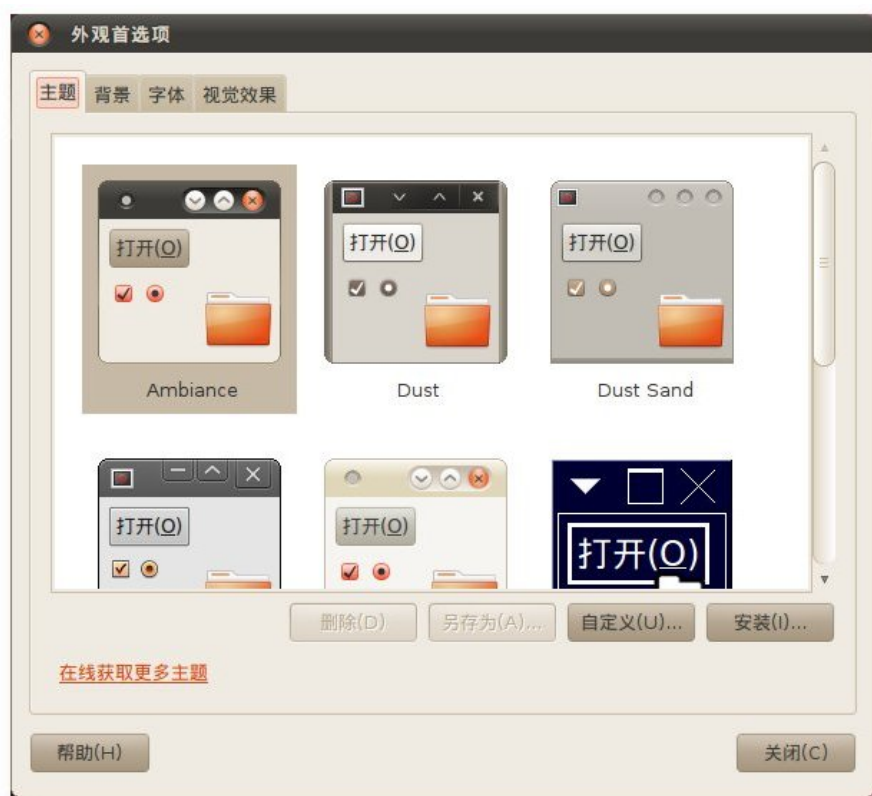 外观首选项
主题 背景 字体 视觉效果
打开(O) 打开(O) 打开(O)
Ambiance Dust Dust Sand
打开(O) 打开(O) 打开(O)
删除(D) 另存为(A)... 自定义(U)... 安装(I)...
在线获取更多主题
帮助(H) 关闭(C)